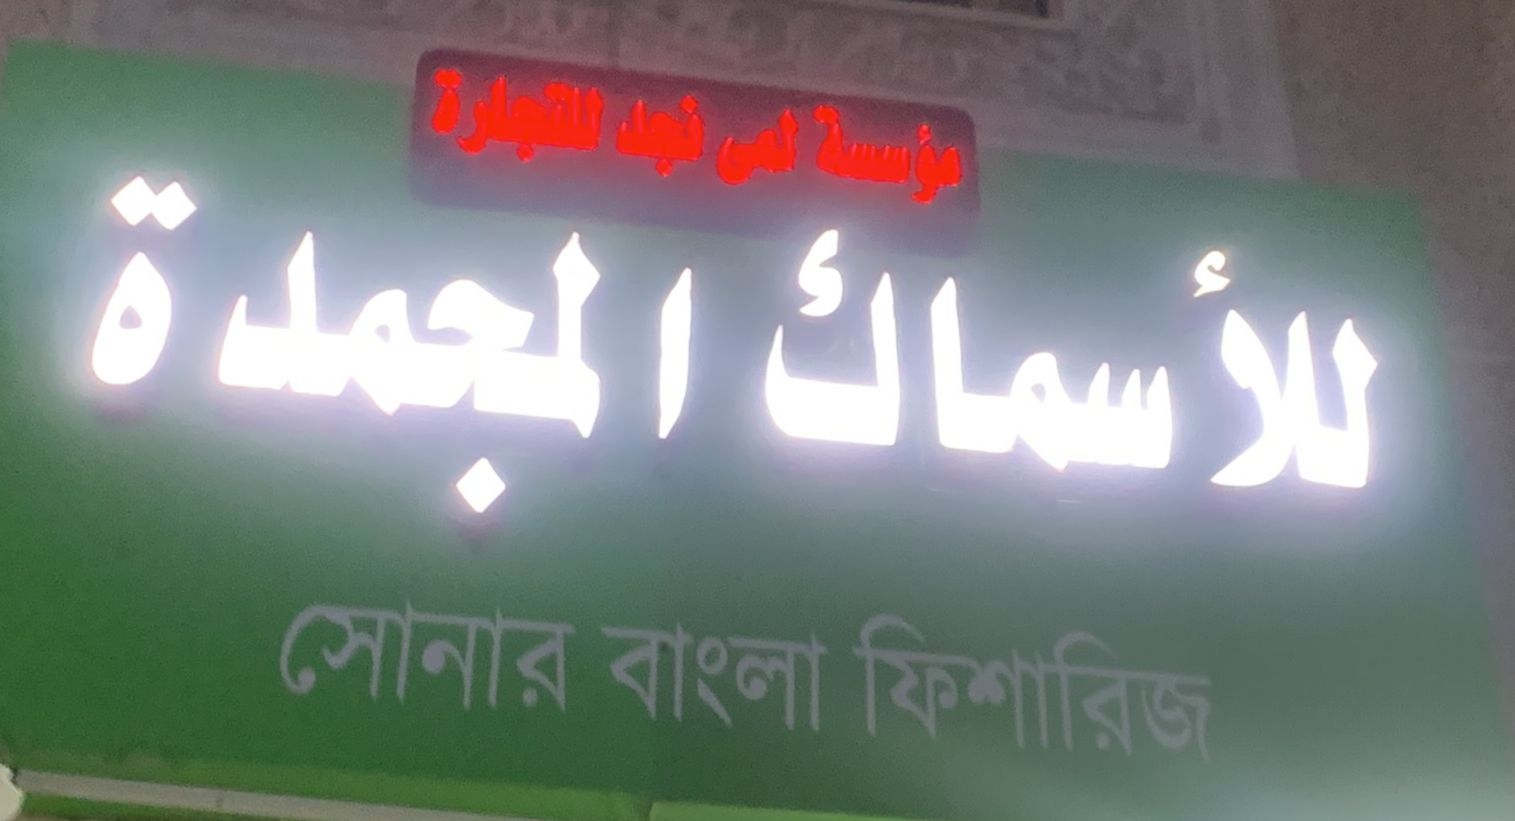 مؤسسة لمى نجد للتجارة
للأسماك المجمدة
সোনার বাংলা ফিশারিজ